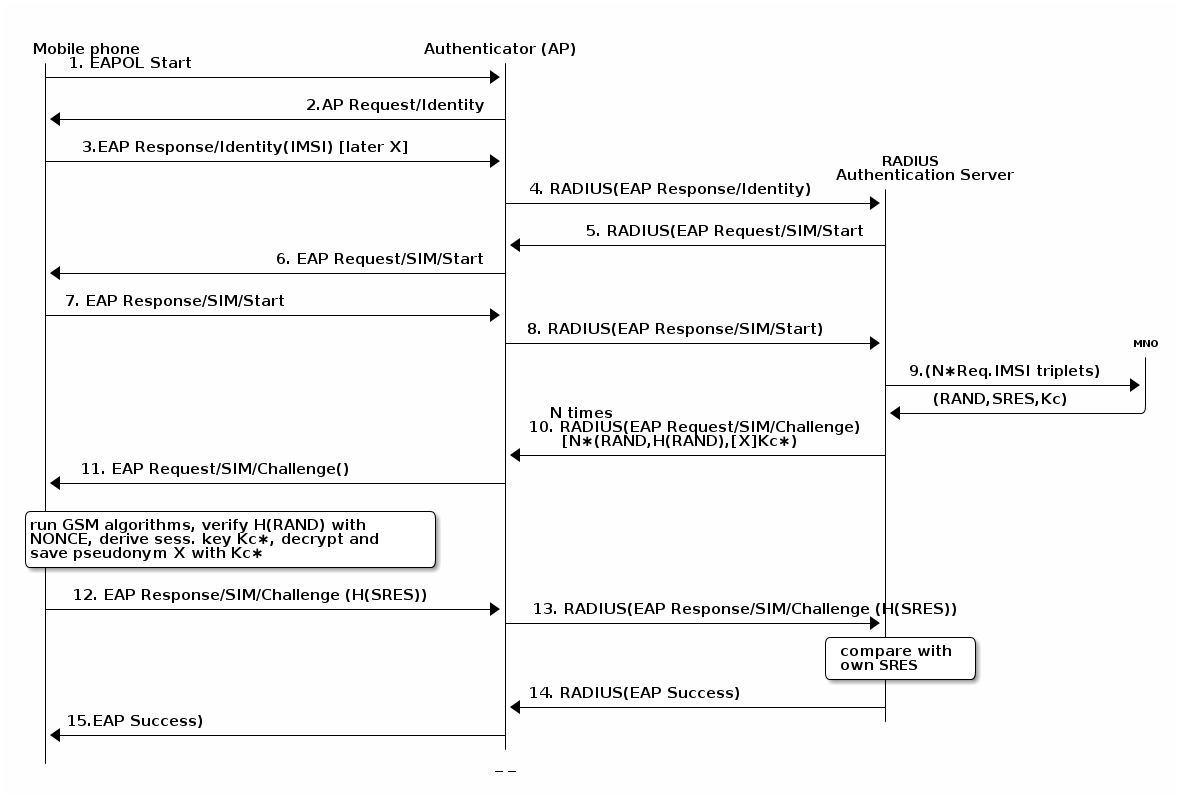 Mobile phone
Authenticator (AP)
1. EAPOL Start
2.AP Request/Identity
3.EAP Response/Identity(IMSI) [later X]
RADIUS
Authentication Server
4. RADIUS(EAP Response/Identity)
5. RADIUS(EAP Request/SIM/Start
6. EAP Request/SIM/Start
7. EAP Response/SIM/Start
8. RADIUS(EAP Response/SIM/Start)
MNO
9.(N*Req.IMSI triplets)
(RAND,SRES,Kc)
N times
10. RADIUS(EAP Request/SIM/Challenge)
[N*(RAND,H(RAND),[X]Kc*)
11. EAP Request/SIM/Challenge()
run GSM algorithms, verify H(RAND) with
NONCE, derive sess. key Kc*, decrypt and
save pseudonym X with Kc*
12. EAP Response/SIM/Challenge (H(SRES))
13. RADIUS(EAP Response/SIM/Challenge (H(SRES))
compare with
own SRES
14. RADIUS(EAP Success)
15.EAP Success)